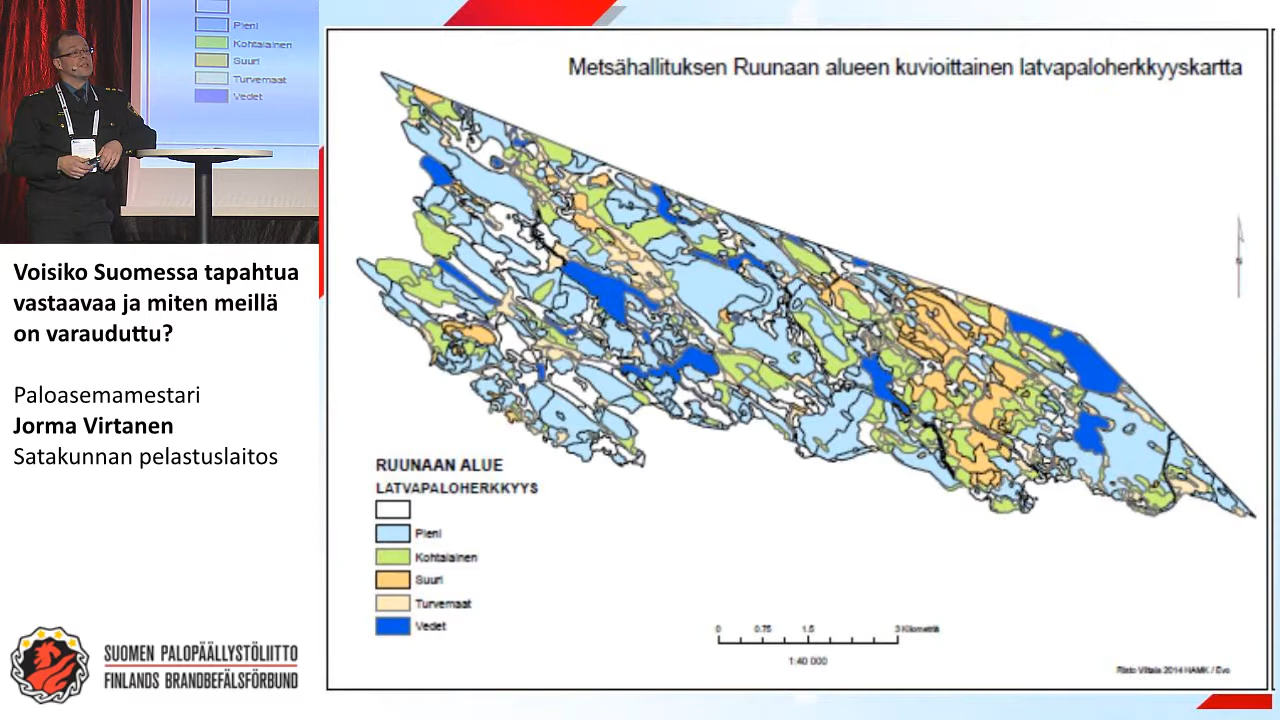 Pieni
Kohtalainen
Suuri
Turvemaat
Vedet
Voisiko Suomessa tapahtua
vastaavaa ja miten meillä
on varauduttu?
Paloasemamestari
Jorma Virtanen
Satakunnan pelastuslaitos
SUOMEN PALOPÄÄLLYSTÖLIITTO
FINLANDS BRANDBEFÄLSFÖRBUND
Metsähallituksen Ruunaan alueen kuvioittainen latvapaloherkkyyskartta
RUUNAAN ALUE
LATVAPALOHERKKYYS
Pieni
Kohtalainen
Suuri
Turvemaat
Vedet
0 0.75 1.5 3 Kilometriä
1:40 000
Risto Viitala 2014 HAMK / Evo